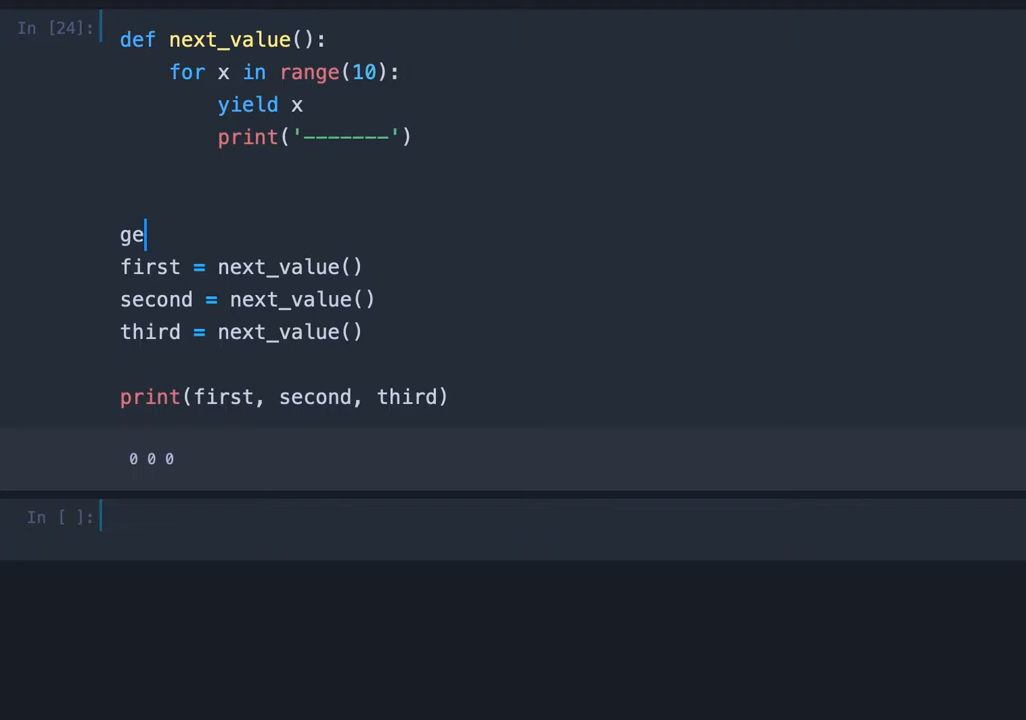 In [24]:
def next_value():
    for x in range(10):
        yield x
        print('-------')
ge
first = next_value()
second = next_value()
third = next_value()
print(first, second, third)
0 0 0
In [ ]: